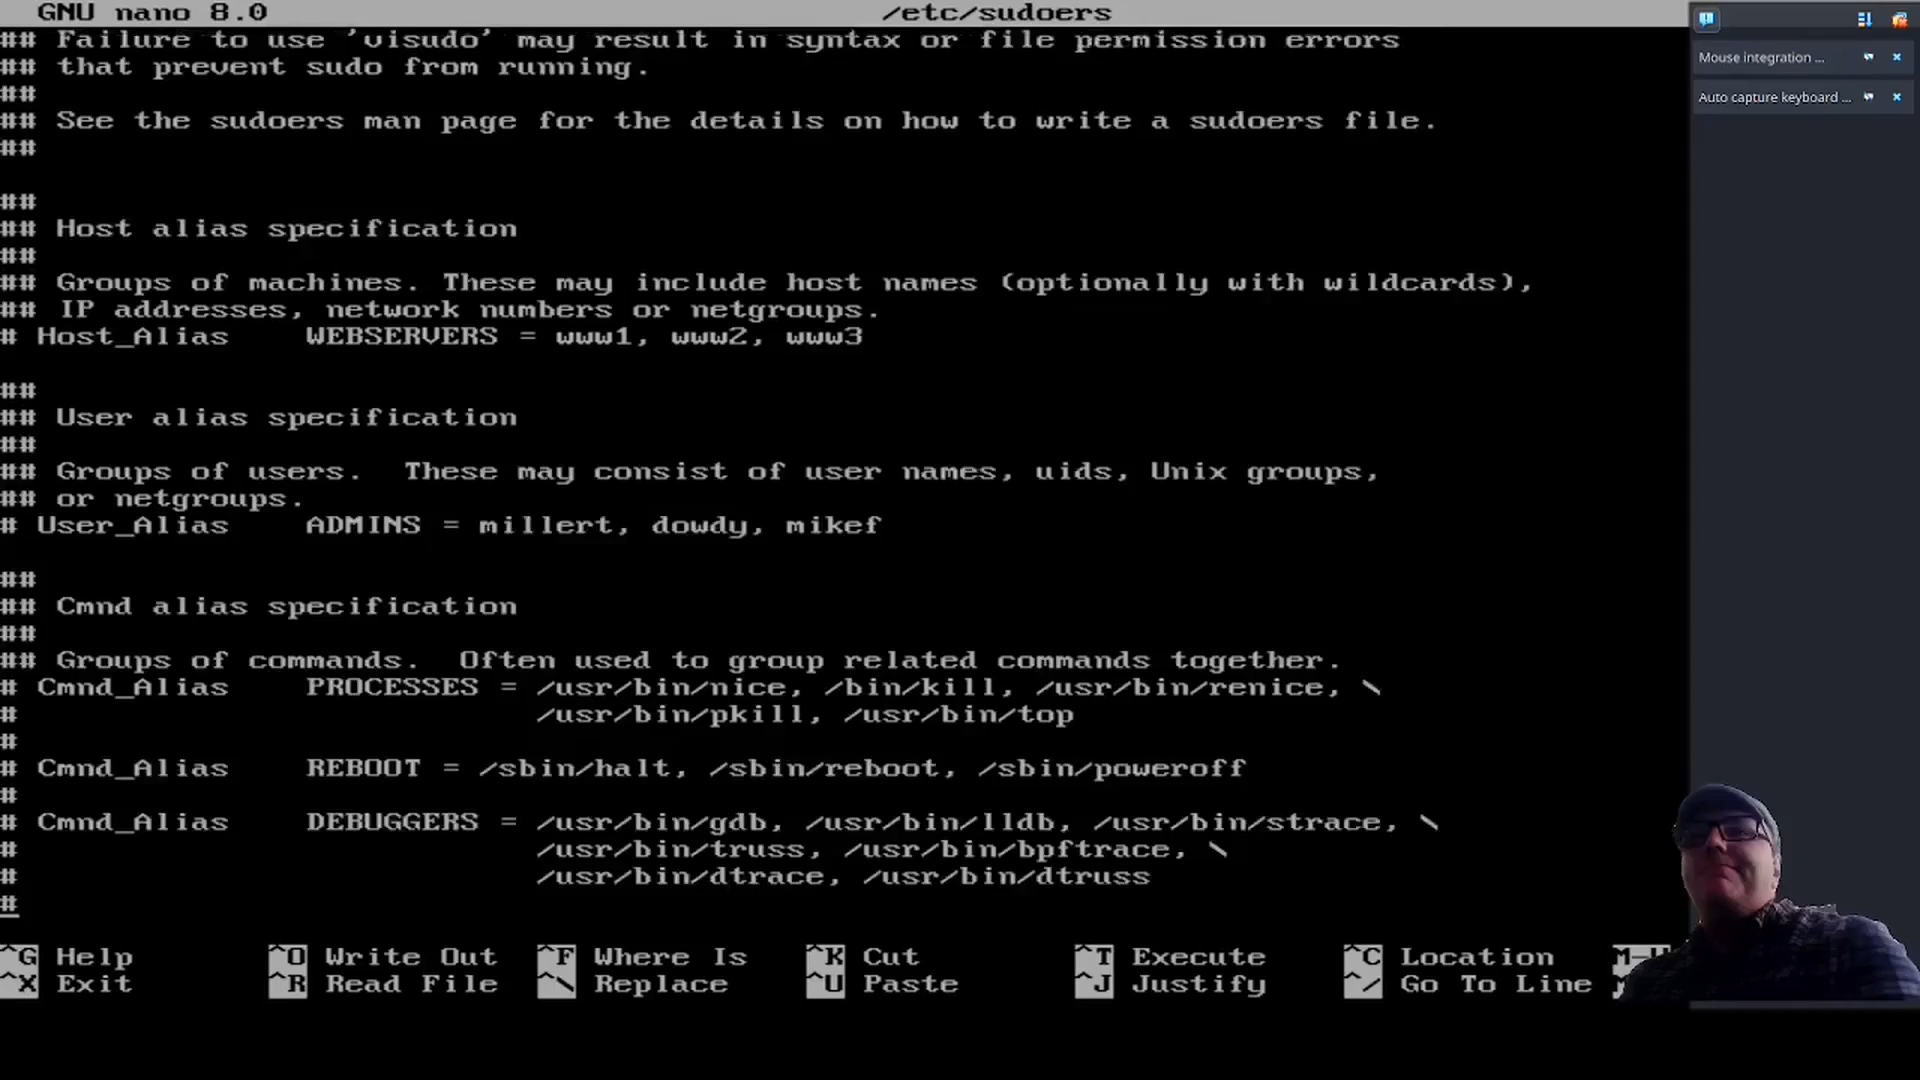 GNU nano 8.0 /etc/sudoers
## Failure to use 'visudo' may result in syntax or file permission errors
## that prevent sudo from running.
##
## See the sudoers man page for the details on how to write a sudoers file.
##
##
## Host alias specification
##
## Groups of machines. These may include host names (optionally with wildcards),
## IP addresses, network numbers or netgroups.
# Host_Alias WEBSERVERS = www1, www2, www3
##
## User alias specification
##
## Groups of users.  These may consist of user names, uids, Unix groups,
## or netgroups.
# User_Alias ADMINS = millert, dowdy, mikef
##
## Cmnd alias specification
##
## Groups of commands.  Often used to group related commands together.
# Cmnd_Alias PROCESSES = /usr/bin/nice, /bin/kill, /usr/bin/renice, \
# /usr/bin/pkill, /usr/bin/top
#
# Cmnd_Alias REBOOT = /sbin/halt, /sbin/reboot, /sbin/poweroff
#
# Cmnd_Alias DEBUGGERS = /usr/bin/gdb, /usr/bin/lldb, /usr/bin/strace, \
# /usr/bin/truss, /usr/bin/bpftrace, \
# /usr/bin/dtrace, /usr/bin/dtruss
#
^G Help ^O Write Out ^F Where Is ^K Cut ^T Execute ^C Location
^X Exit ^R Read File ^\ Replace ^U Paste ^J Justify ^/ Go To Line
Mouse integration ...
Auto capture keyboard ...